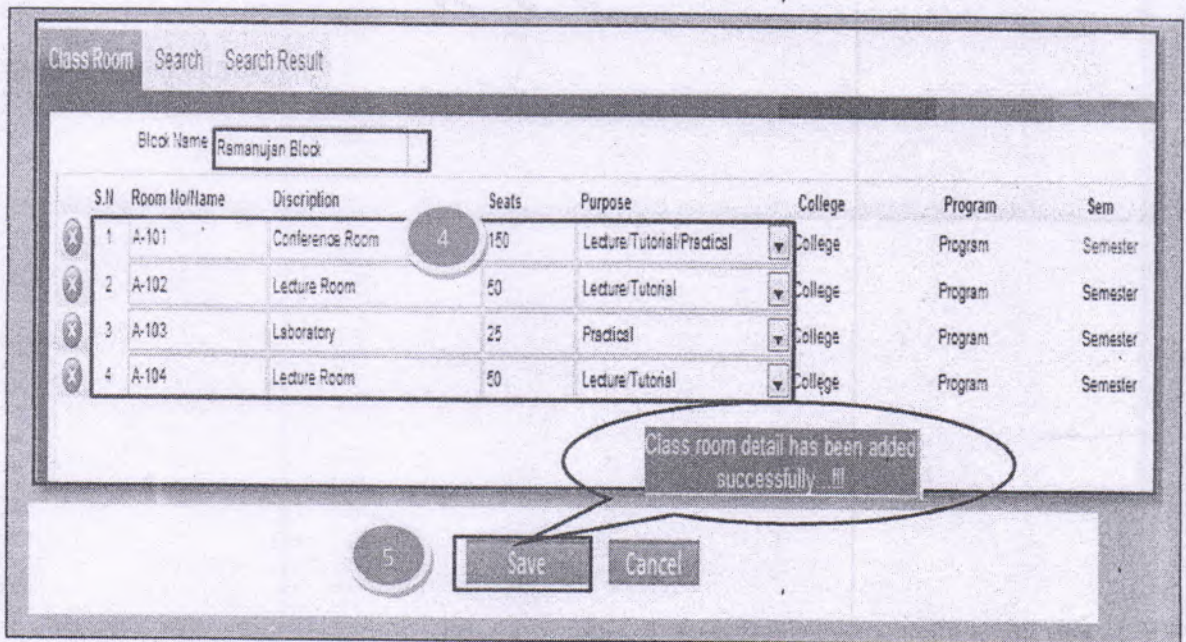 Class Room Search Search Result
Block Name Ramanujan Block
S.N Room No/Name Discription Seats Purpose College Program Sem
1 A-101 Conference Room 4 150 Lecture/Tutorial/Practical College Program Semester
2 A-102 Lecture Room 50 Lecture/Tutorial College Program Semester
3 A-103 Laboratory 25 Practical College Program Semester
4 A-104 Lecture Room 50 Lecture/Tutorial College Program Semester
Class room detail has been added
successfully...!!!
5 Save Cancel